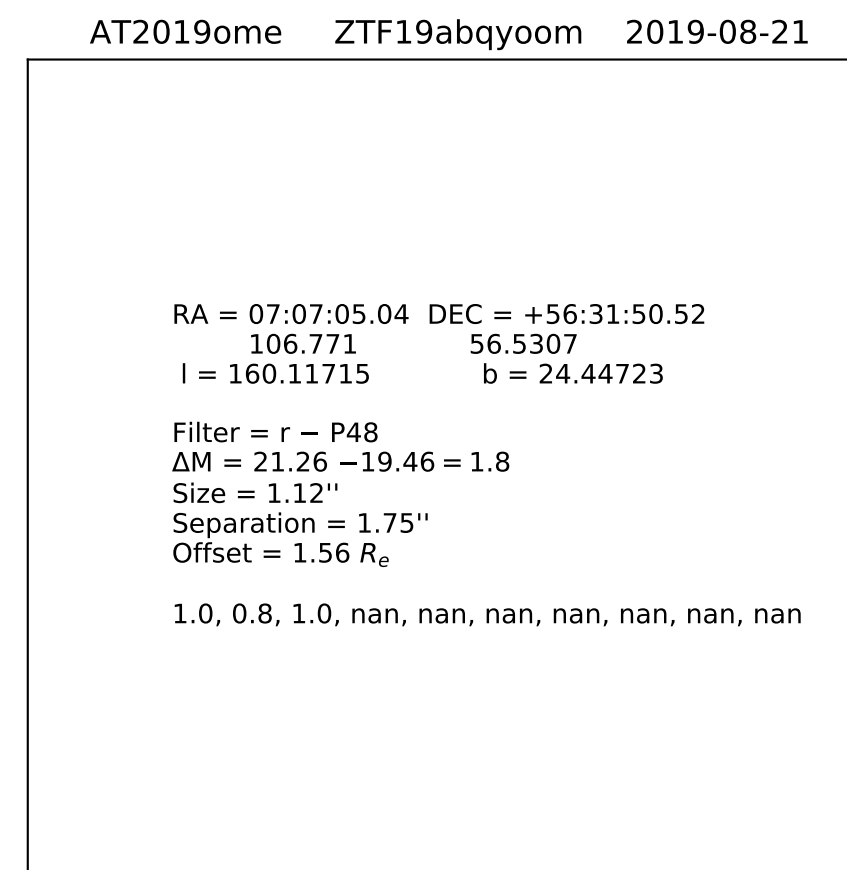 AT2019ome ZTF19abqyoom 2019-08-21
RA = 07:07:05.04 DEC = +56:31:50.52
106.771 56.5307
l = 160.11715 b = 24.44723
Filter = r − P48
ΔM = 21.26 −19.46 = 1.8
Size = 1.12''
Separation = 1.75''
Offset = 1.56 Rₑ
1.0, 0.8, 1.0, nan, nan, nan, nan, nan, nan, nan